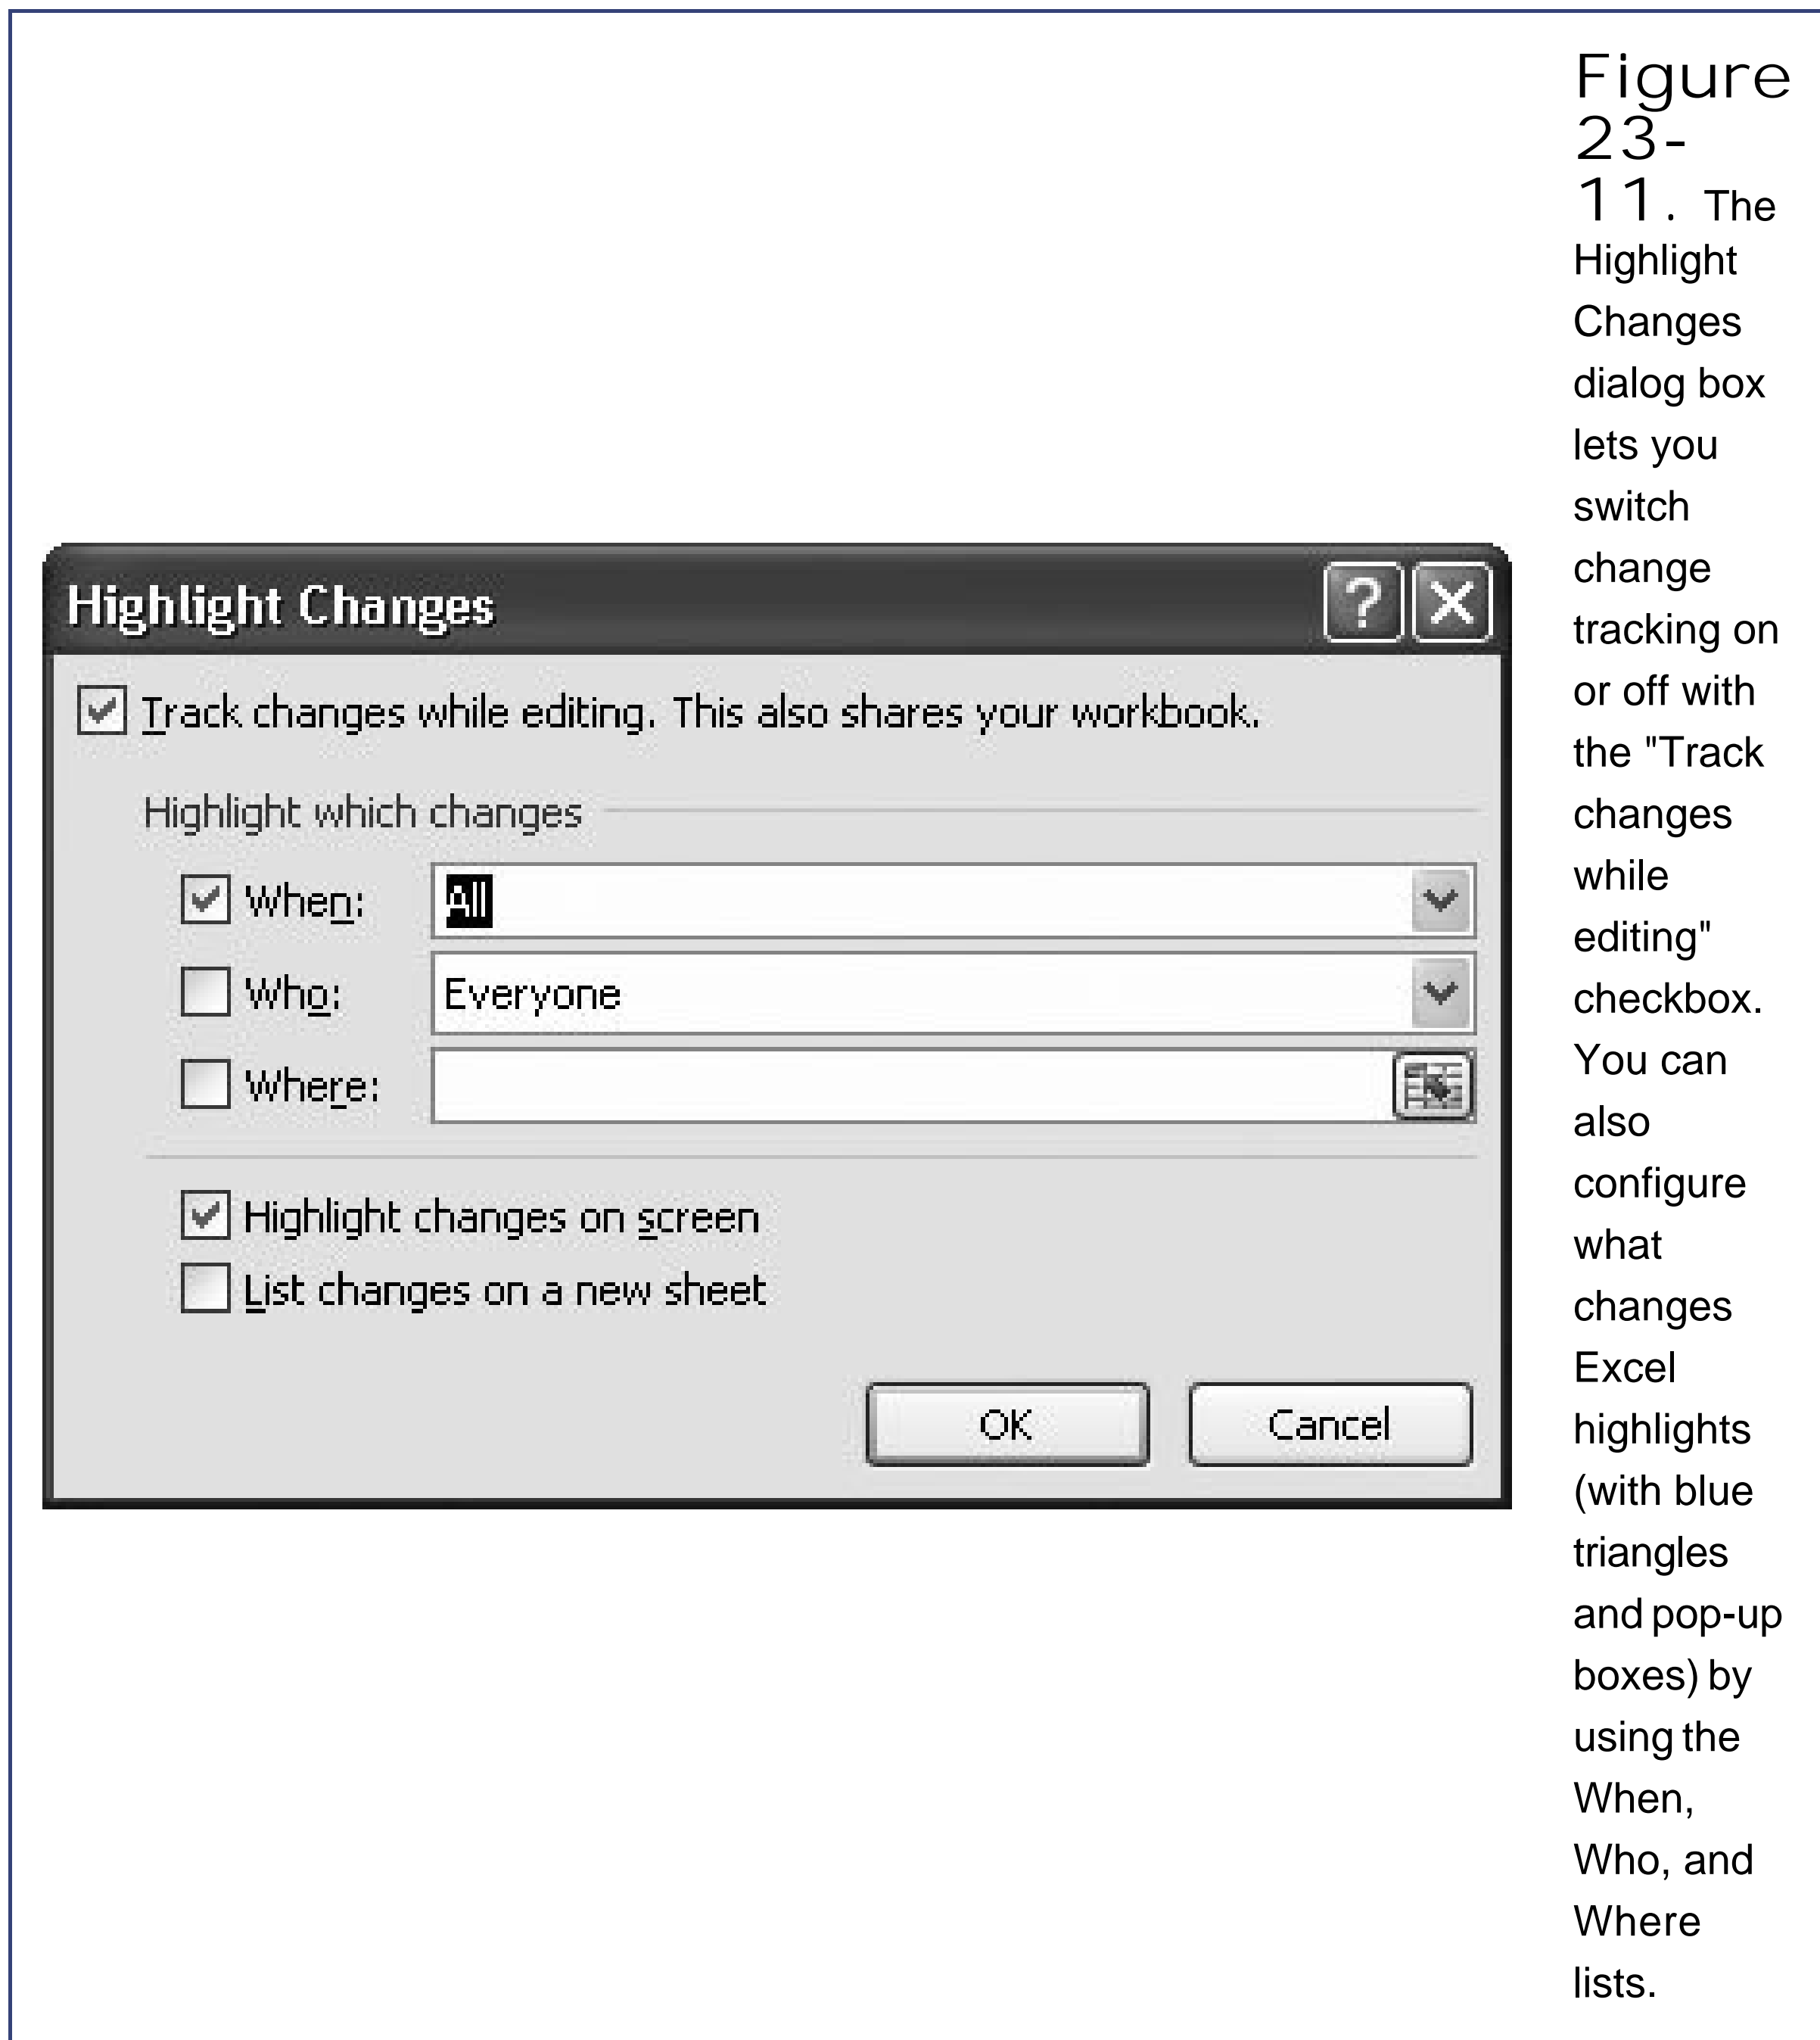 Figure
23-
11. The
Highlight
Changes
dialog box
lets you
switch
change
tracking on
or off with
the "Track
changes
while
editing"
checkbox.
You can
also
configure
what
changes
Excel
highlights
(with blue
triangles
and pop-up
boxes) by
using the
When,
Who, and
Where
lists.
Highlight Changes
Track changes while editing. This also shares your workbook.
Highlight which changes
When: All
Who: Everyone
Where:
Highlight changes on screen
List changes on a new sheet
OK Cancel